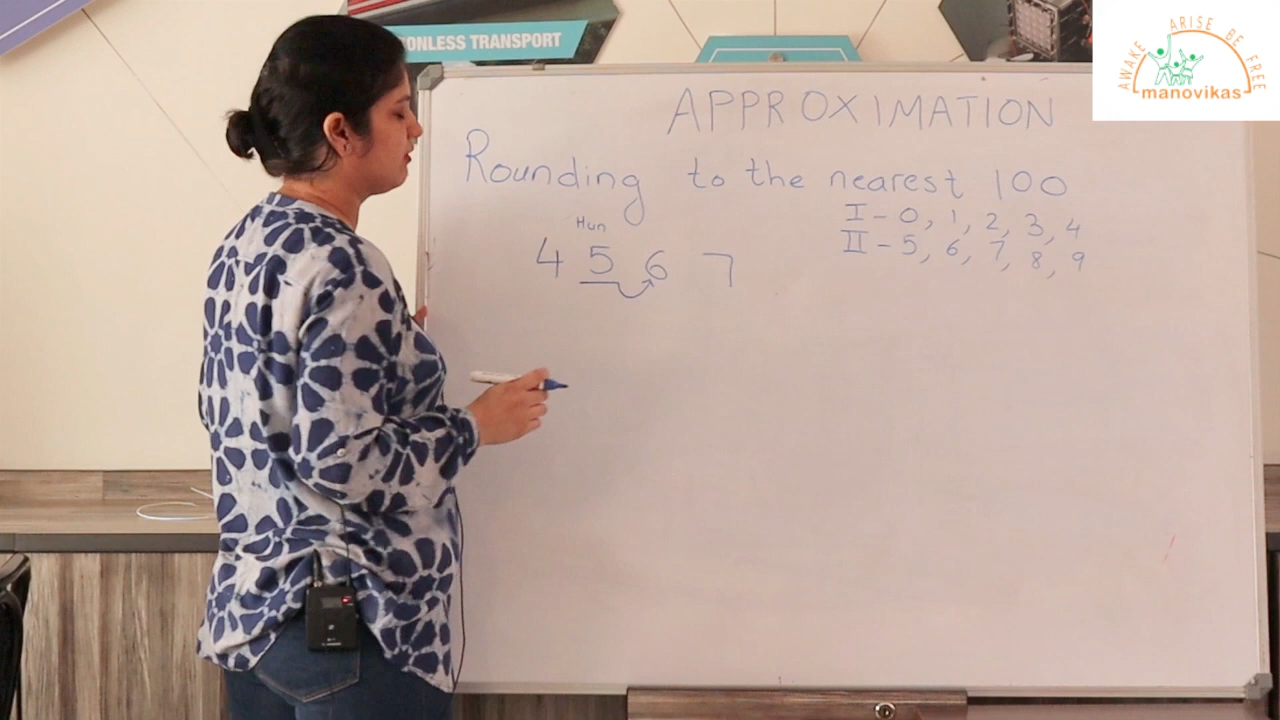 ONLESS TRANSPORT
AWAKE ARISE BE FREE
manovikas
APPROXIMATION
Rounding to the nearest 100
I - 0, 1, 2, 3, 4
II - 5, 6, 7, 8, 9
Hun
4 5 6 7